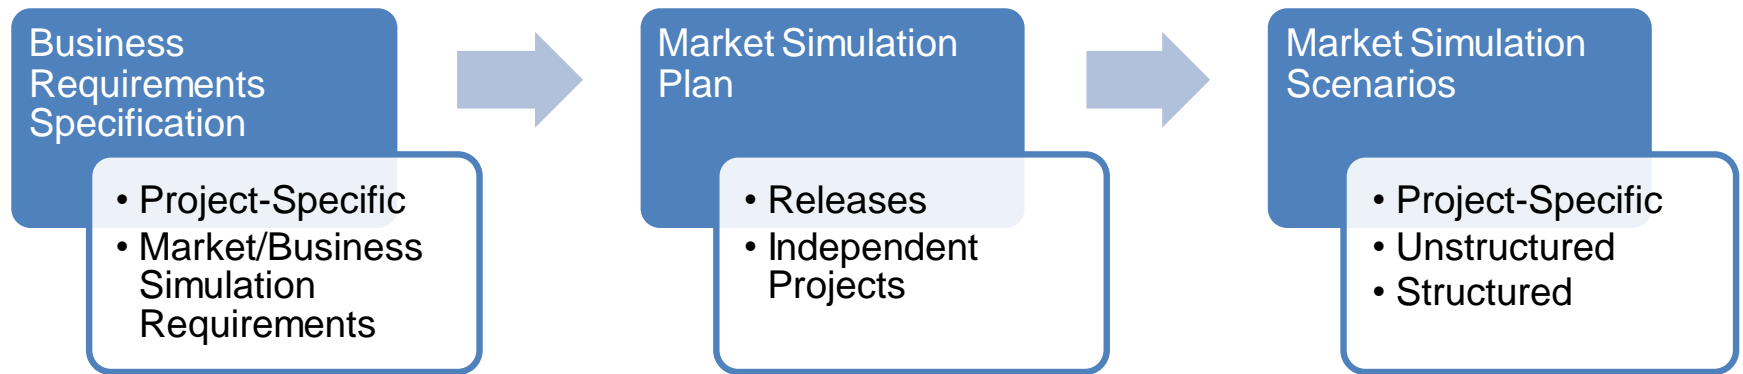 Business
Requirements
Specification
• Project-Specific
• Market/Business
Simulation
Requirements
Market Simulation
Plan
• Releases
• Independent
Projects
Market Simulation
Scenarios
• Project-Specific
• Unstructured
• Structured